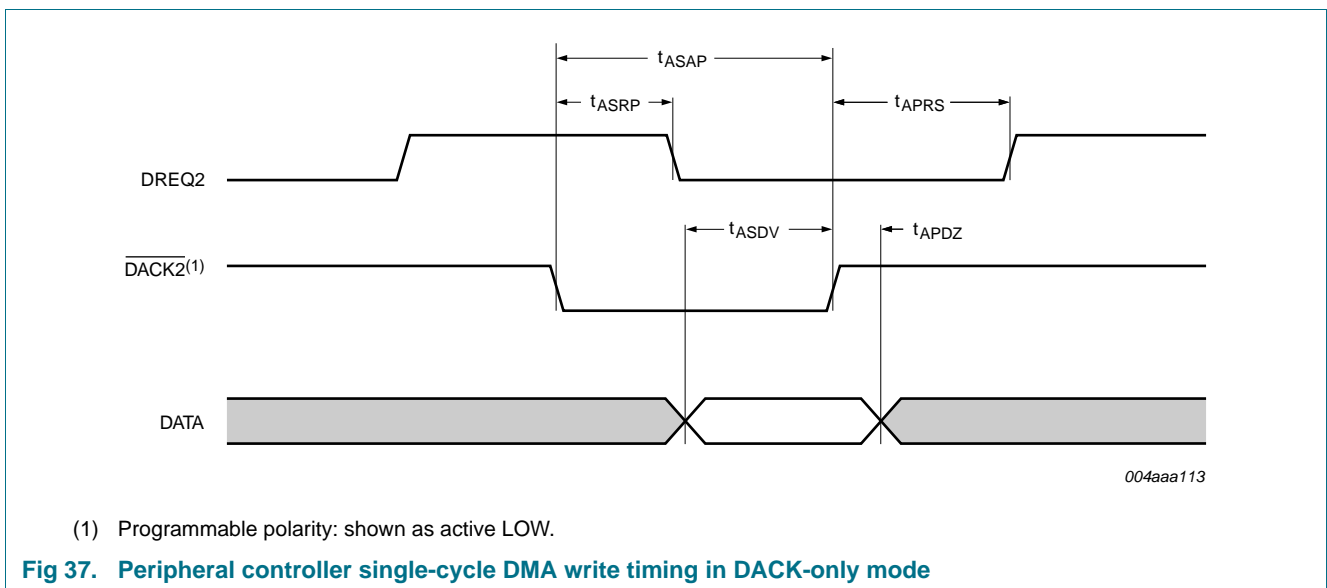 tASAP
tASRP
tAPRS
DREQ2
tASDV
tAPDZ
DACK2(1)
DATA
004aaa113
(1) Programmable polarity: shown as active LOW.
Fig 37. Peripheral controller single-cycle DMA write timing in DACK-only mode